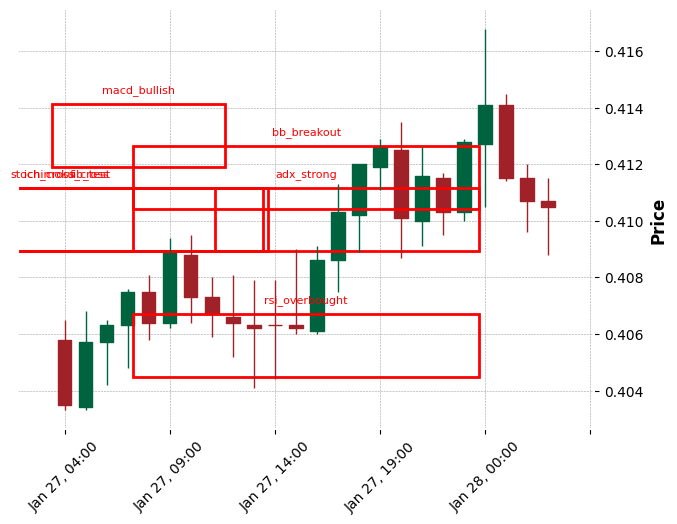 macd_bullish
bb_breakout
adx_strong
rsi_overbought
0.416
0.414
0.412
0.410
0.408
0.406
0.404
Price
Jan 27, 04:00
Jan 27, 09:00
Jan 27, 14:00
Jan 27, 19:00
Jan 28, 00:00